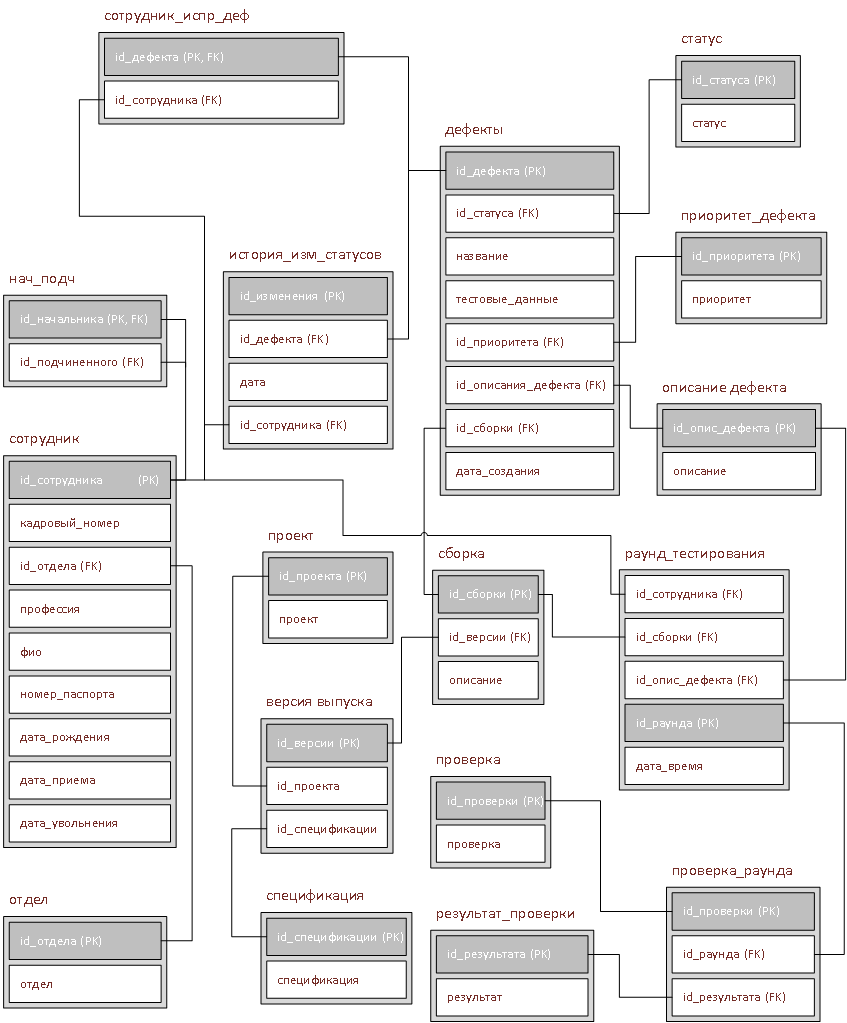 сотрудник_испр_деф
id_дефекта (PK, FK)
id_сотрудника (FK)
статус
id_статуса (PK)
статус
дефекты
id_дефекта (PK)
id_статуса (FK)
название
тестовые_данные
id_приоритета (FK)
id_описания_дефекта (FK)
id_сборки (FK)
дата_создания
приоритет_дефекта
id_приоритета (PK)
приоритет
история_изм_статусов
id_изменения (PK)
id_дефекта (FK)
дата
id_сотрудника (FK)
нач_подч
id_начальника (PK, FK)
id_подчиненного (FK)
описание дефекта
id_опис_дефекта (PK)
описание
сотрудник
id_сотрудника (PK)
кадровый_номер
id_отдела (FK)
профессия
фио
номер_паспорта
дата_рождения
дата_приема
дата_увольнения
проект
id_проекта (PK)
проект
сборка
id_сборки (PK)
id_версии (FK)
описание
раунд_тестирования
id_сотрудника (FK)
id_сборки (FK)
id_опис_дефекта (FK)
id_раунда (PK)
дата_время
версия выпуска
id_версии (PK)
id_проекта
id_спецификации
проверка
id_проверки (PK)
проверка
проверка_раунда
id_проверки (PK)
id_раунда (FK)
id_результата (FK)
отдел
id_отдела (PK)
отдел
спецификация
id_спецификации (PK)
спецификация
результат_проверки
id_результата (PK)
результат